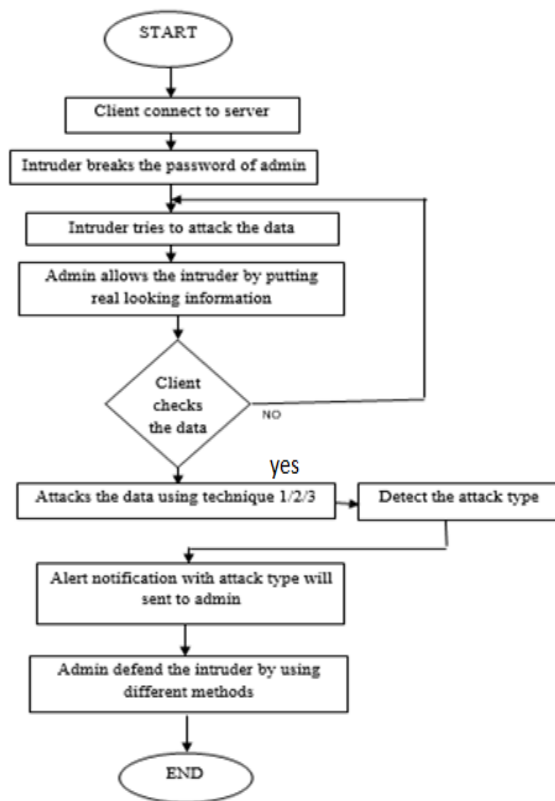 START
Client connect to server
Intruder breaks the password of admin
Intruder tries to attack the data
Admin allows the intruder by putting
real looking information
Client
checks
the data
NO
yes
Attacks the data using technique 1/2/3
Detect the attack type
Alert notification with attack type will
sent to admin
Admin defend the intruder by using
different methods
END